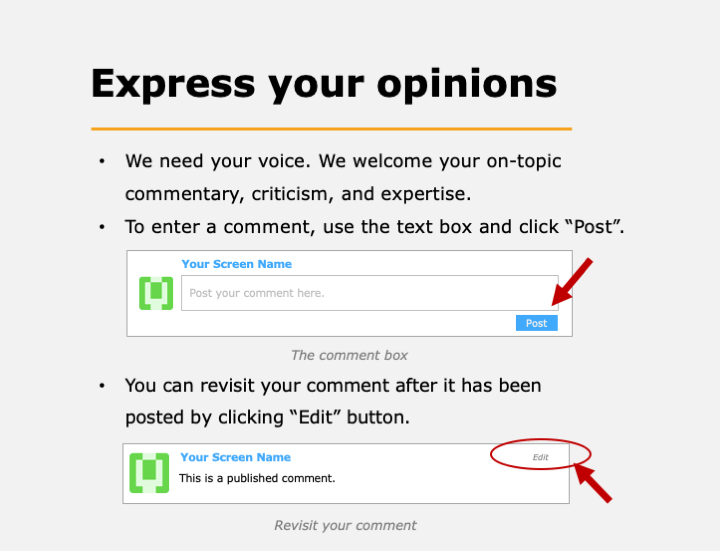 Express your opinions
• We need your voice. We welcome your on-topic
commentary, criticism, and expertise.
• To enter a comment, use the text box and click “Post”.
Your Screen Name
Post your comment here.
Post
The comment box
• You can revisit your comment after it has been
posted by clicking “Edit” button.
Your Screen Name
Edit
This is a published comment.
Revisit your comment